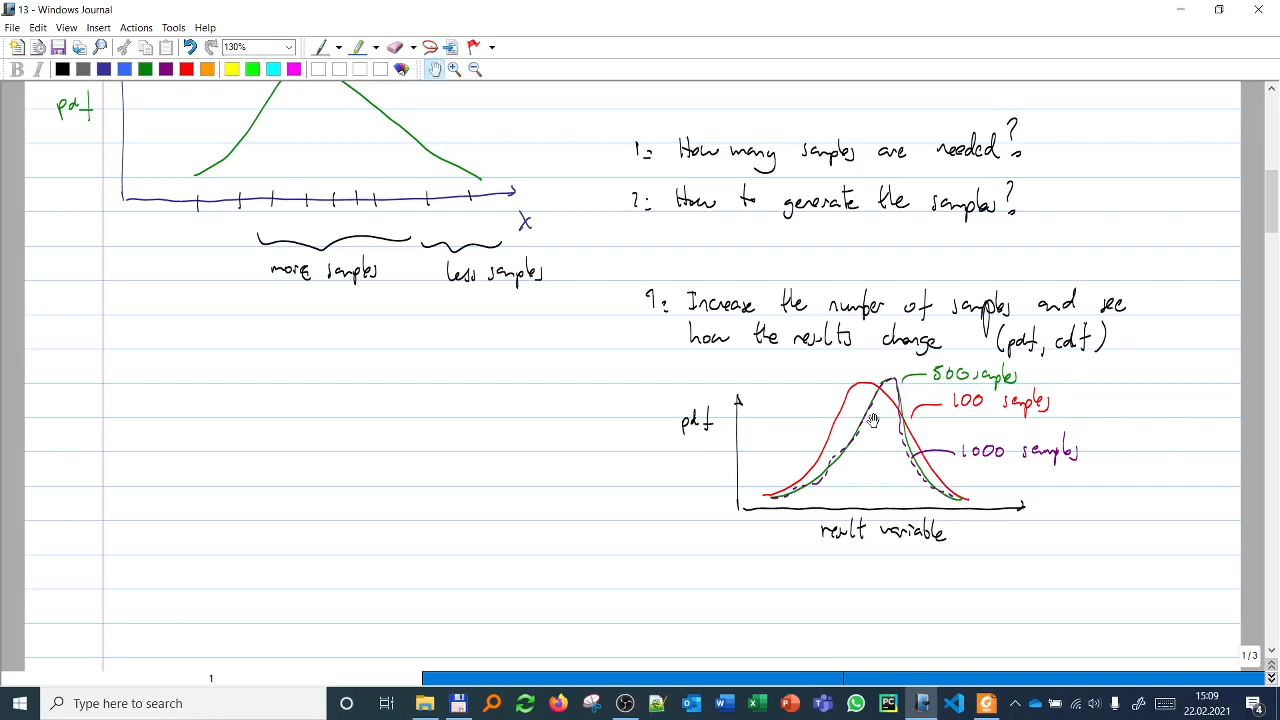 13 - Windows Journal
File Edit View Insert Actions Tools Help
130%
B I
pdf
X
more samples
less samples
1: How many samples are needed?
2: How to generate the samples?
1: Increase the number of samples and see
how the results change (pdf, cdf)
500 samples
100 samples
pdf
1000 samples
result variable
1/3
1
Type here to search
15:09
22.02.2021